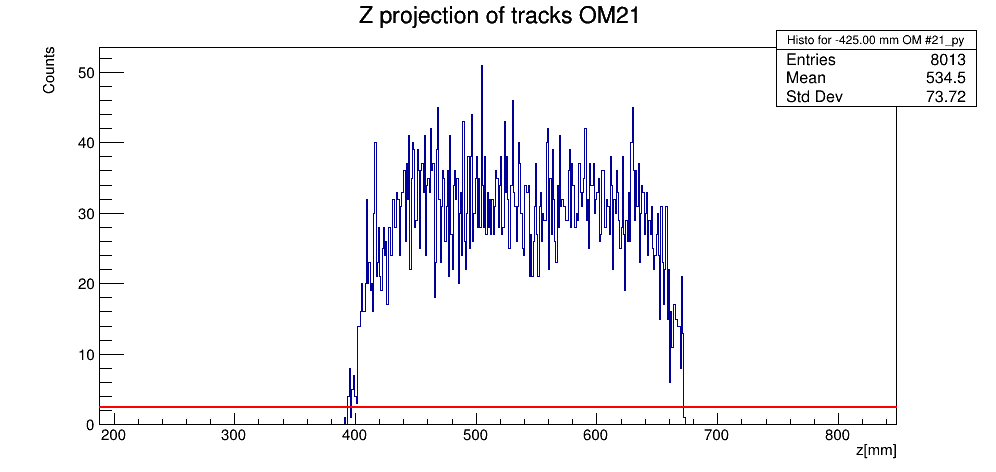 Z projection of tracks OM21
Histo for -425.00 mm OM #21_py
Entries 8013
Mean 534.5
Std Dev 73.72
Counts
50
40
30
20
10
0
200 300 400 500 600 700 800
z[mm]